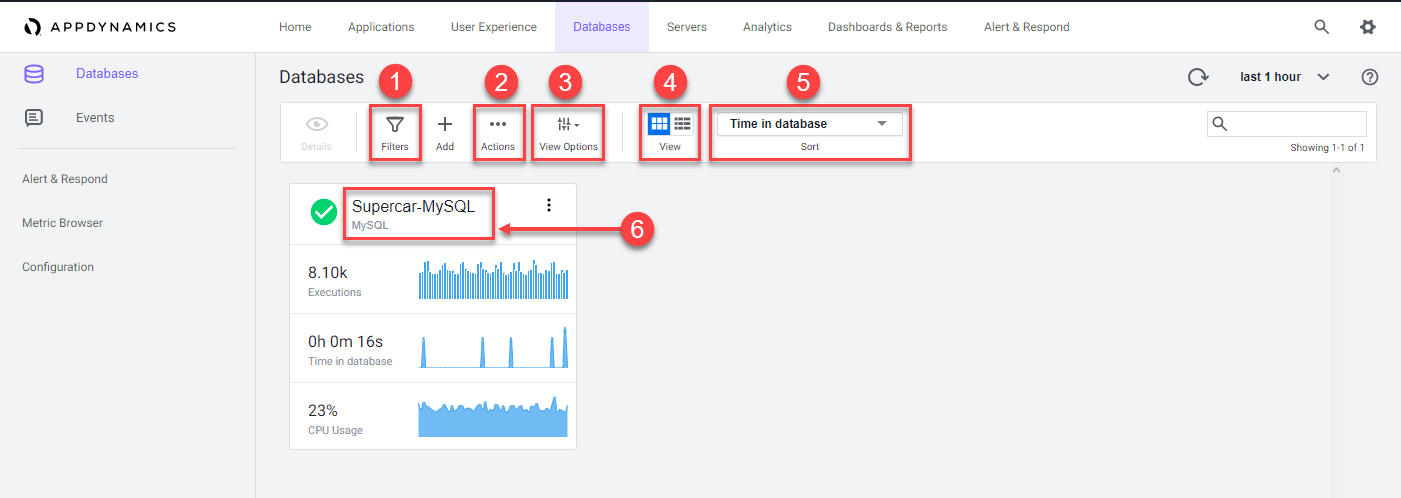 APPDYNAMICS
Home Applications User Experience Databases Servers Analytics Dashboards & Reports Alert & Respond
Databases
Events
Alert & Respond
Metric Browser
Configuration
Databases
last 1 hour
1 2 3 4 5
Details Filters Add Actions View Options View
Time in database
Sort
Showing 1-1 of 1
Supercar-MySQL
MySQL
6
8.10k
Executions
0h 0m 16s
Time in database
23%
CPU Usage